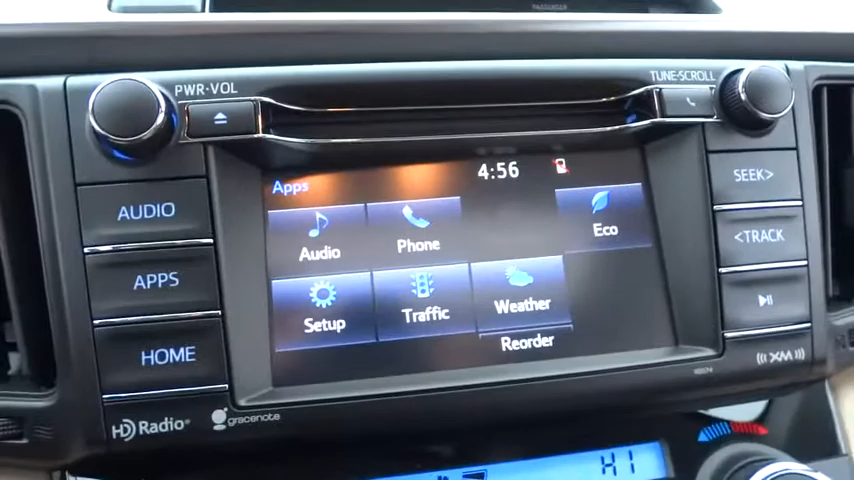 PASSENGER
PWR·VOL
TUNE·SCROLL
4:56
Apps
AUDIO
APPS
HOME
Audio
Phone
Eco
Setup
Traffic
Weather
Reorder
SEEK>
<TRACK
XM
HD Radio
gracenote
HI